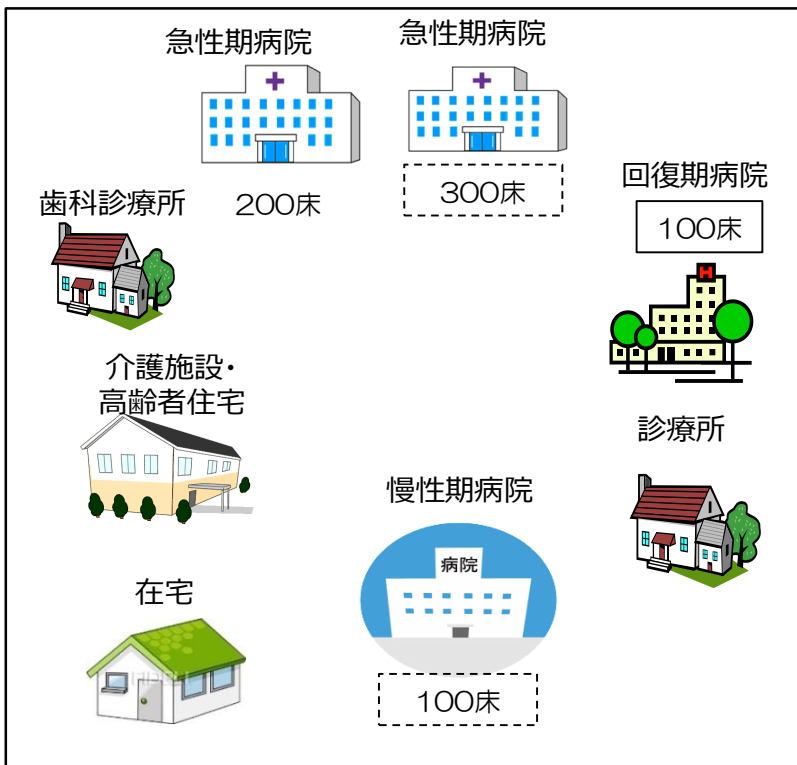 急性期病院
急性期病院
200床
300床
回復期病院
100床
H
歯科診療所
介護施設・
高齢者住宅
診療所
慢性期病院
病院
100床
在宅